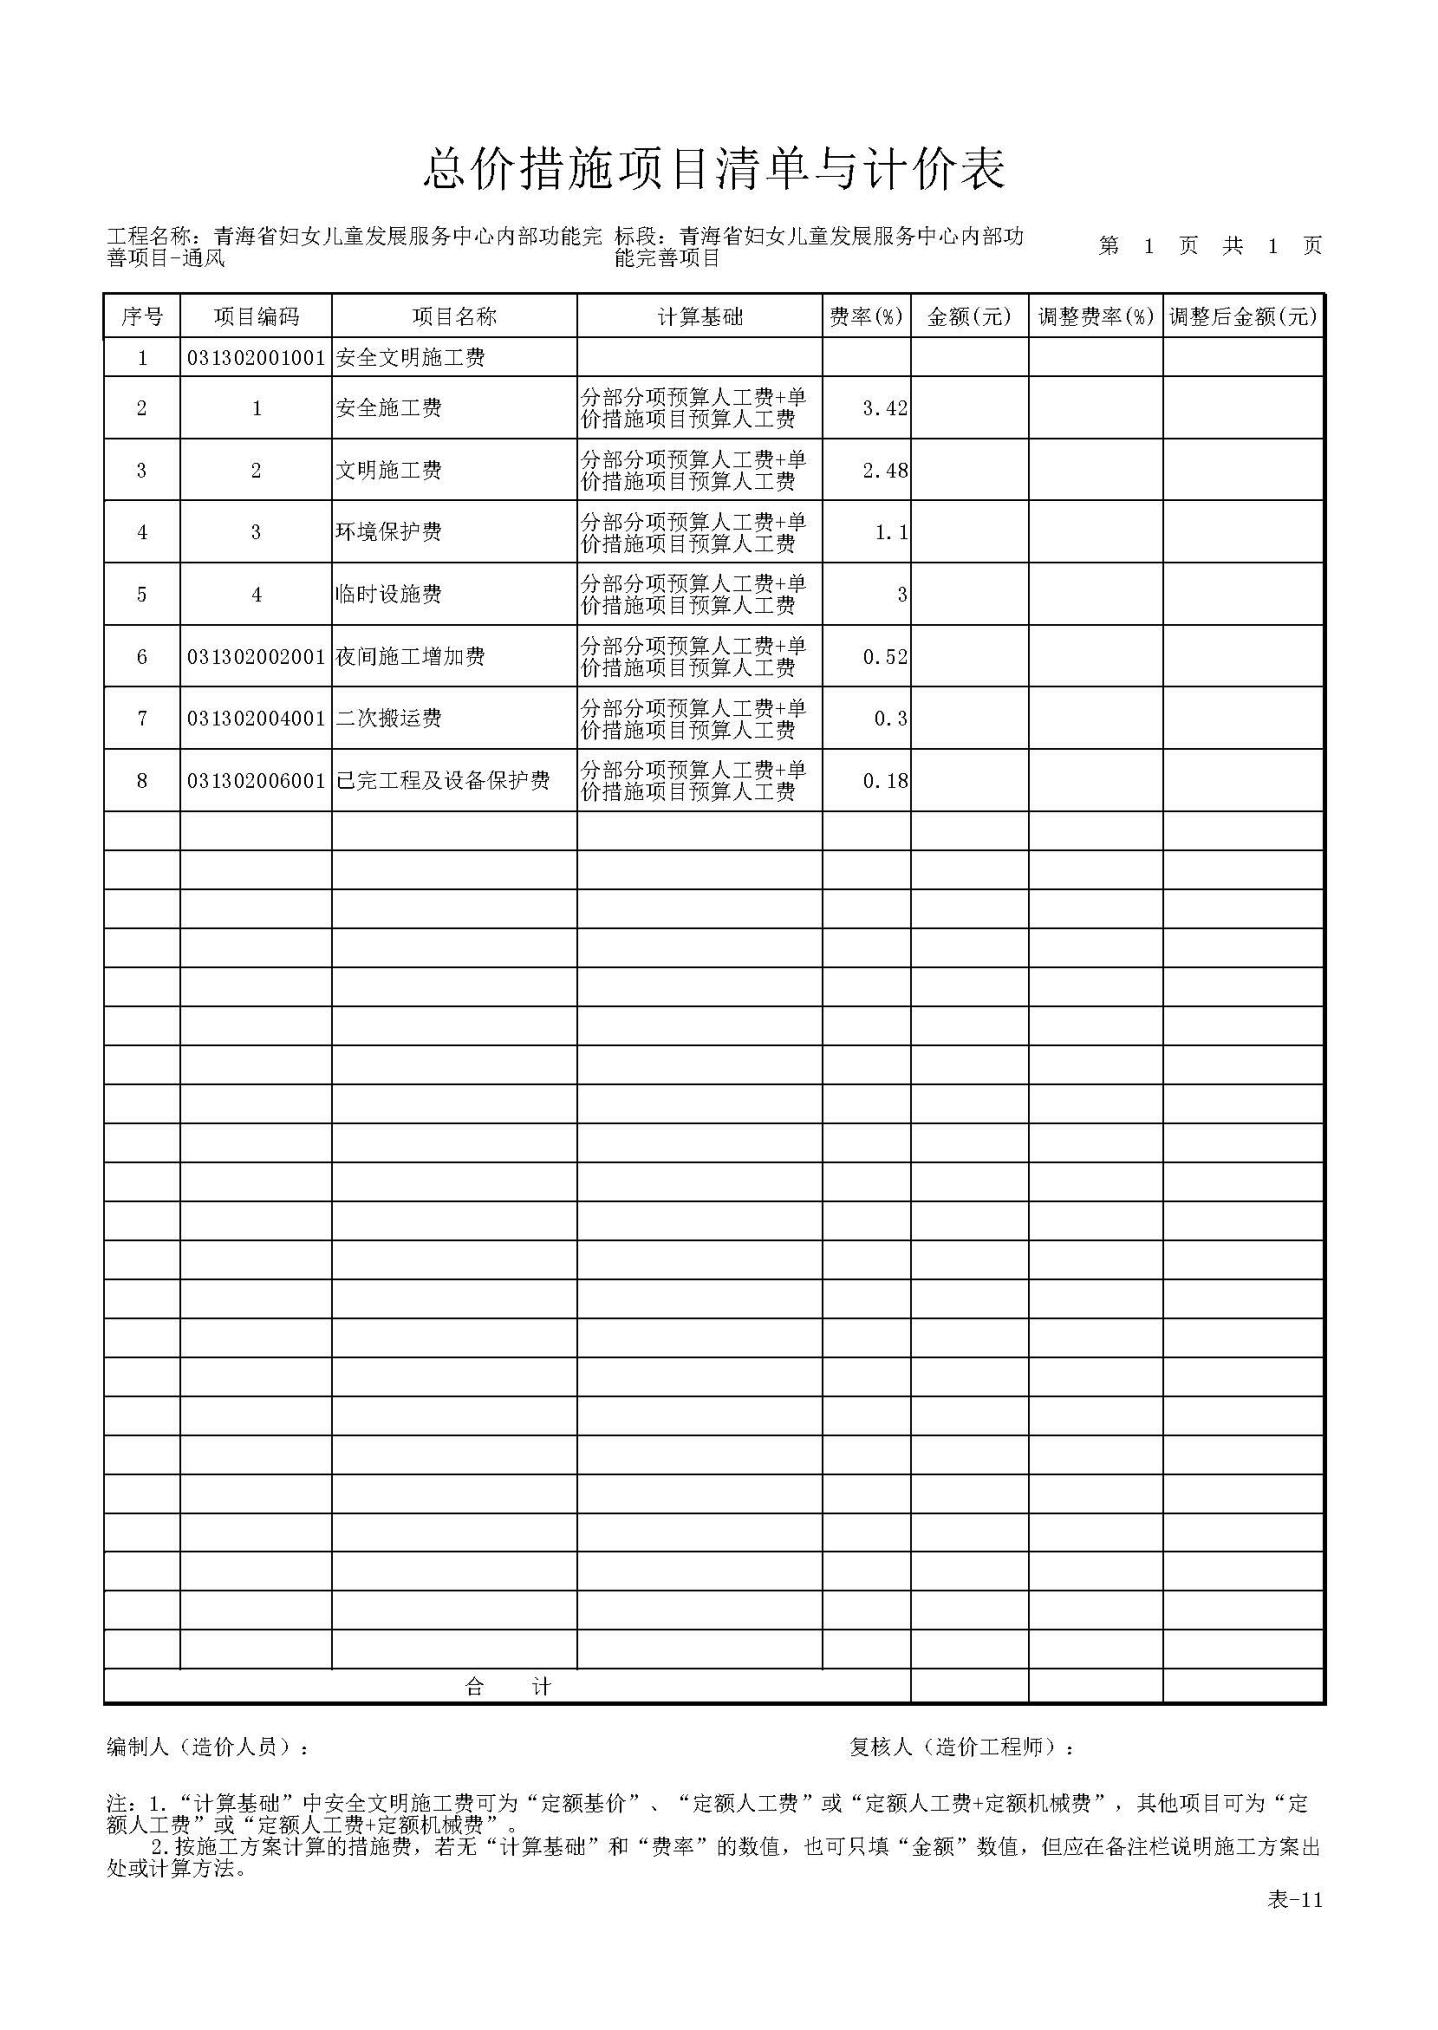 总价措施项目清单与计价表
工程名称：青海省妇女儿童发展服务中心内部功能完
善项目-通风
标段：青海省妇女儿童发展服务中心内部功
能完善项目
第 1 页 共 1 页
序号 项目编码 项目名称 计算基础 费率(%) 金额(元) 调整费率(%) 调整后金额(元)
1 031302001001 安全文明施工费
2 1 安全施工费 分部分项预算人工费+单
价措施项目预算人工费 3.42
3 2 文明施工费 分部分项预算人工费+单
价措施项目预算人工费 2.48
4 3 环境保护费 分部分项预算人工费+单
价措施项目预算人工费 1.1
5 4 临时设施费 分部分项预算人工费+单
价措施项目预算人工费 3
6 031302002001 夜间施工增加费 分部分项预算人工费+单
价措施项目预算人工费 0.52
7 031302004001 二次搬运费 分部分项预算人工费+单
价措施项目预算人工费 0.3
8 031302006001 已完工程及设备保护费 分部分项预算人工费+单
价措施项目预算人工费 0.18
合 计
编制人（造价人员）： 复核人（造价工程师）：
注：1.“计算基础”中安全文明施工费可为“定额基价”、“定额人工费”或“定额人工费+定额机械费”，其他项目可为“定
额人工费”或“定额人工费+定额机械费”。
2.按施工方案计算的措施费，若无“计算基础”和“费率”的数值，也可只填“金额”数值，但应在备注栏说明施工方案出
处或计算方法。
表-11